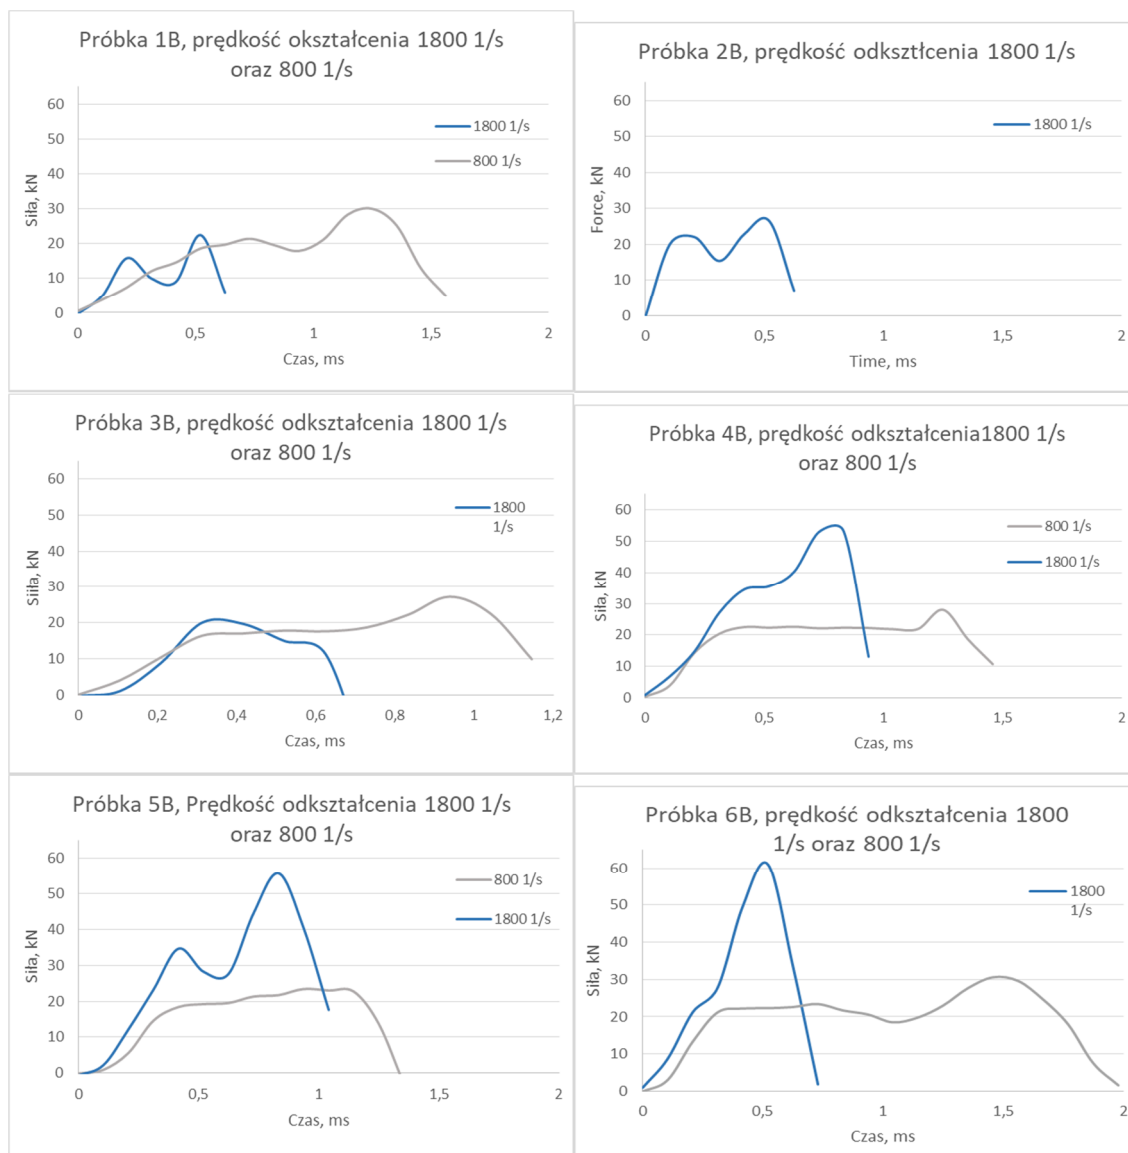 Próbka 1B, prędkość okształcenia 1800 1/s
oraz 800 1/s
60
50
40
30
20
10
0
Siła, kN
1800 1/s
800 1/s
0
0,5
1
1,5
2
Czas, ms
Próbka 2B, prędkość odksztłcenia 1800 1/s
60
50
40
30
20
10
0
Force, kN
1800 1/s
0
0,5
1
1,5
2
Time, ms
Próbka 3B, prędkość odkształcenia 1800 1/s
oraz 800 1/s
60
50
40
30
20
10
0
Siiła, kN
1800
1/s
0
0,2
0,4
0,6
0,8
1
1,2
Czas, ms
Próbka 4B, prędkość odkształcenia1800 1/s
oraz 800 1/s
60
50
40
30
20
10
0
Siła, kN
800 1/s
1800 1/s
0
0,5
1
1,5
2
Czas, ms
Próbka 5B, Prędkość odkształcenia 1800 1/s
oraz 800 1/s
60
50
40
30
20
10
0
Siła, kN
800 1/s
1800 1/s
0
0,5
1
1,5
2
Czas, ms
Próbka 6B, prędkość odkształcenia 1800
1/s oraz 800 1/s
60
50
40
30
20
10
0
Siła, kN
1800
1/s
0
0,5
1
1,5
2
Czas, ms